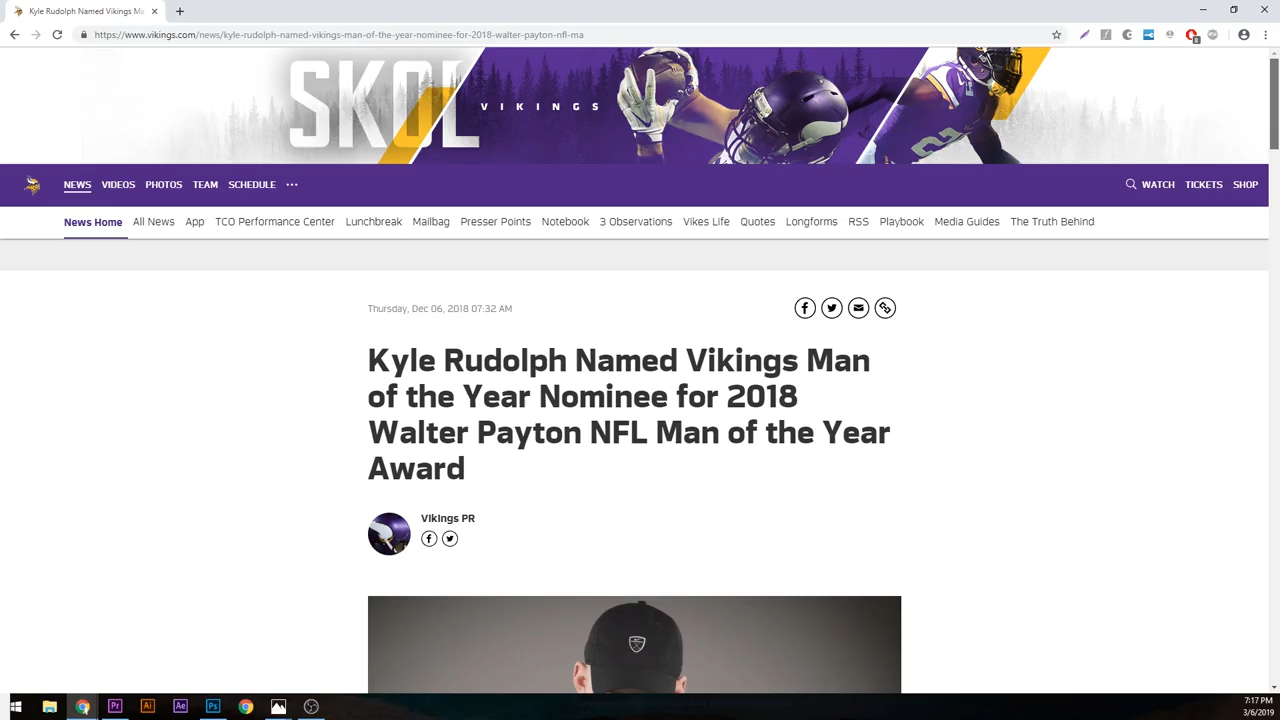 Kyle Rudolph Named Vikings Ma
https://www.vikings.com/news/kyle-rudolph-named-vikings-man-of-the-year-nominee-for-2018-walter-payton-nfl-ma
SKOL
VIKINGS
NEWS VIDEOS PHOTOS TEAM SCHEDULE ··· WATCH TICKETS SHOP
News Home All News App TCO Performance Center Lunchbreak Mailbag Presser Points Notebook 3 Observations Vikes Life Quotes Longforms RSS Playbook Media Guides The Truth Behind
Thursday, Dec 06, 2018 07:32 AM
Kyle Rudolph Named Vikings Man
of the Year Nominee for 2018
Walter Payton NFL Man of the Year
Award
Vikings PR
Pr Ai Ae Ps
7:17 PM
3/6/2019